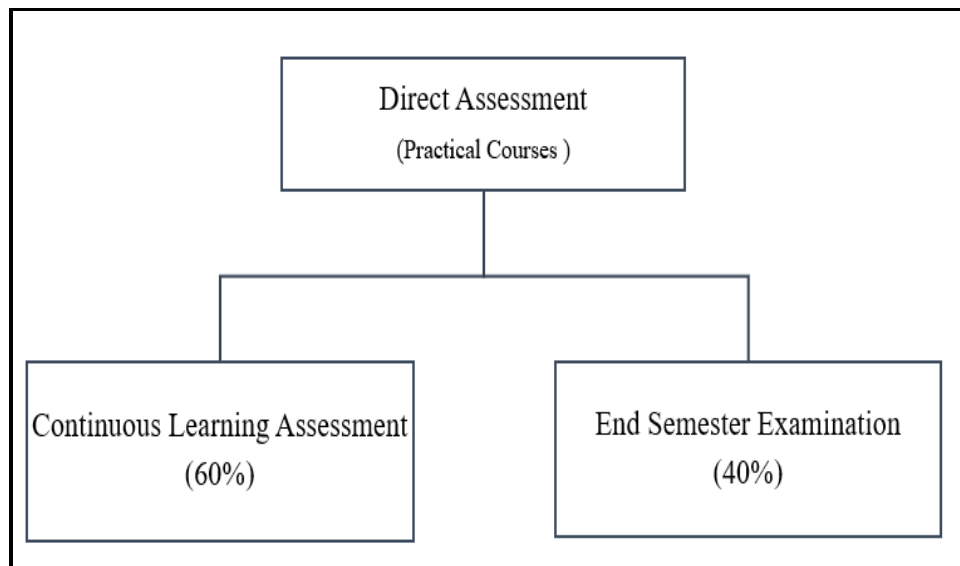 Direct Assessment
(Practical Courses )
Continuous Learning Assessment
(60%)
End Semester Examination
(40%)